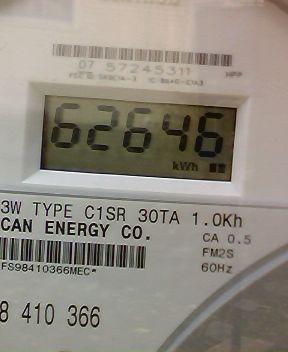 07 57245311
HPP
62646
kWh
3W TYPE C1SR 30TA 1.0Kh
CAN ENERGY CO.
CA 0.5
FM2S
60Hz
FS98410366MEC*
8 410 366